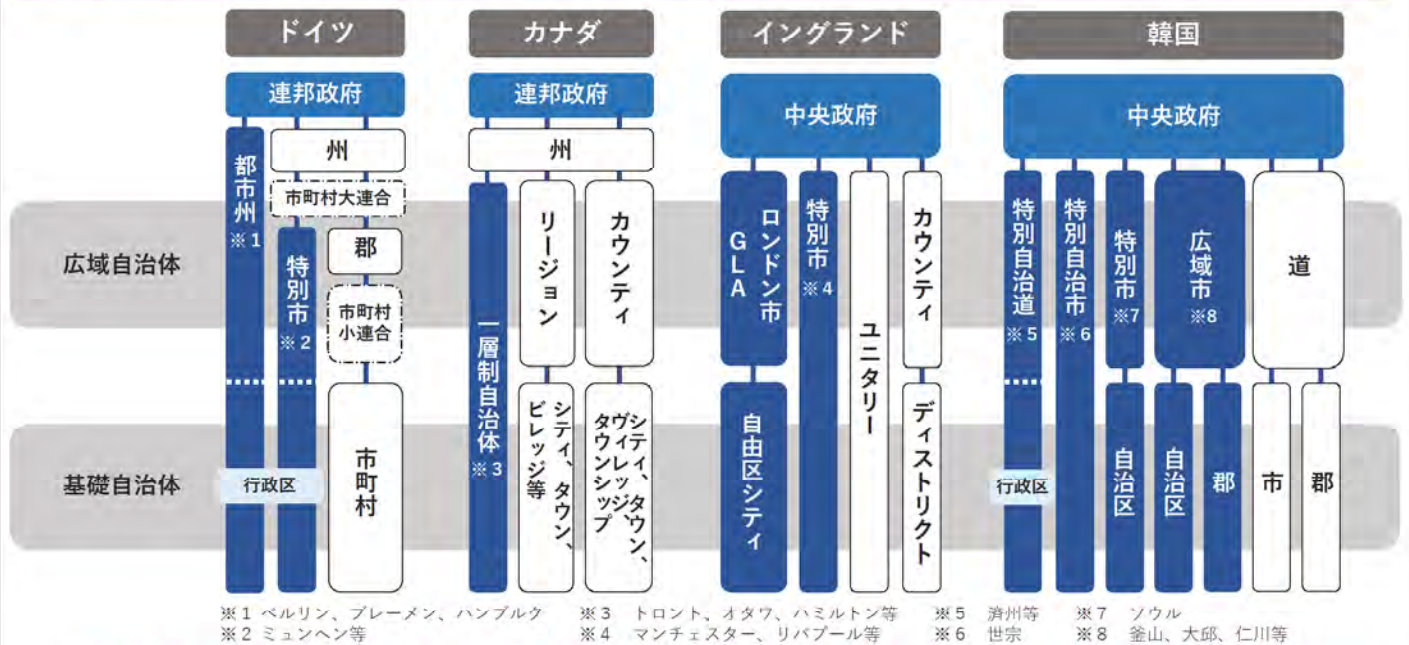 ドイツ
カナダ
イングランド
韓国
連邦政府
連邦政府
中央政府
中央政府
都市州
※1
州
市町村大連合
特別市
※2
郡
市町村
小連合
市町村
行政区
州
一層制自治体
※3
リージョン
カウンティ
シティ、タウン、
ビレッジ等
シティ、タウン、
ヴィレッジ、
タウンシップ
ロンドン市
GLA
自由区シティ
特別市
※4
ユニタリー
カウンティ
ディストリクト
特別自治道
※5
行政区
特別自治市
※6
特別市
※7
自治区
広域市
※8
自治区
郡
道
市
郡
広域自治体
基礎自治体
※1 ベルリン、ブレーメン、ハンブルク
※3 トロント、オタワ、ハミルトン等
※5 済州等
※7 ソウル
※2 ミュンヘン等
※4 マンチェスター、リバプール等
※6 世宗
※8 釜山、大邱、仁川等